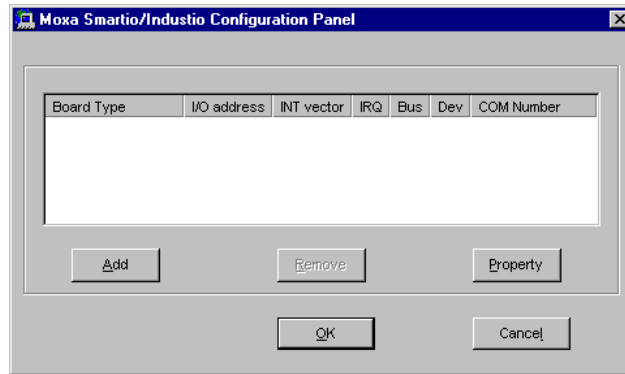 Moxa Smartio/Industio Configuration Panel
Board Type I/O address INT vector IRQ Bus Dev COM Number
Add Remove Property
OK Cancel